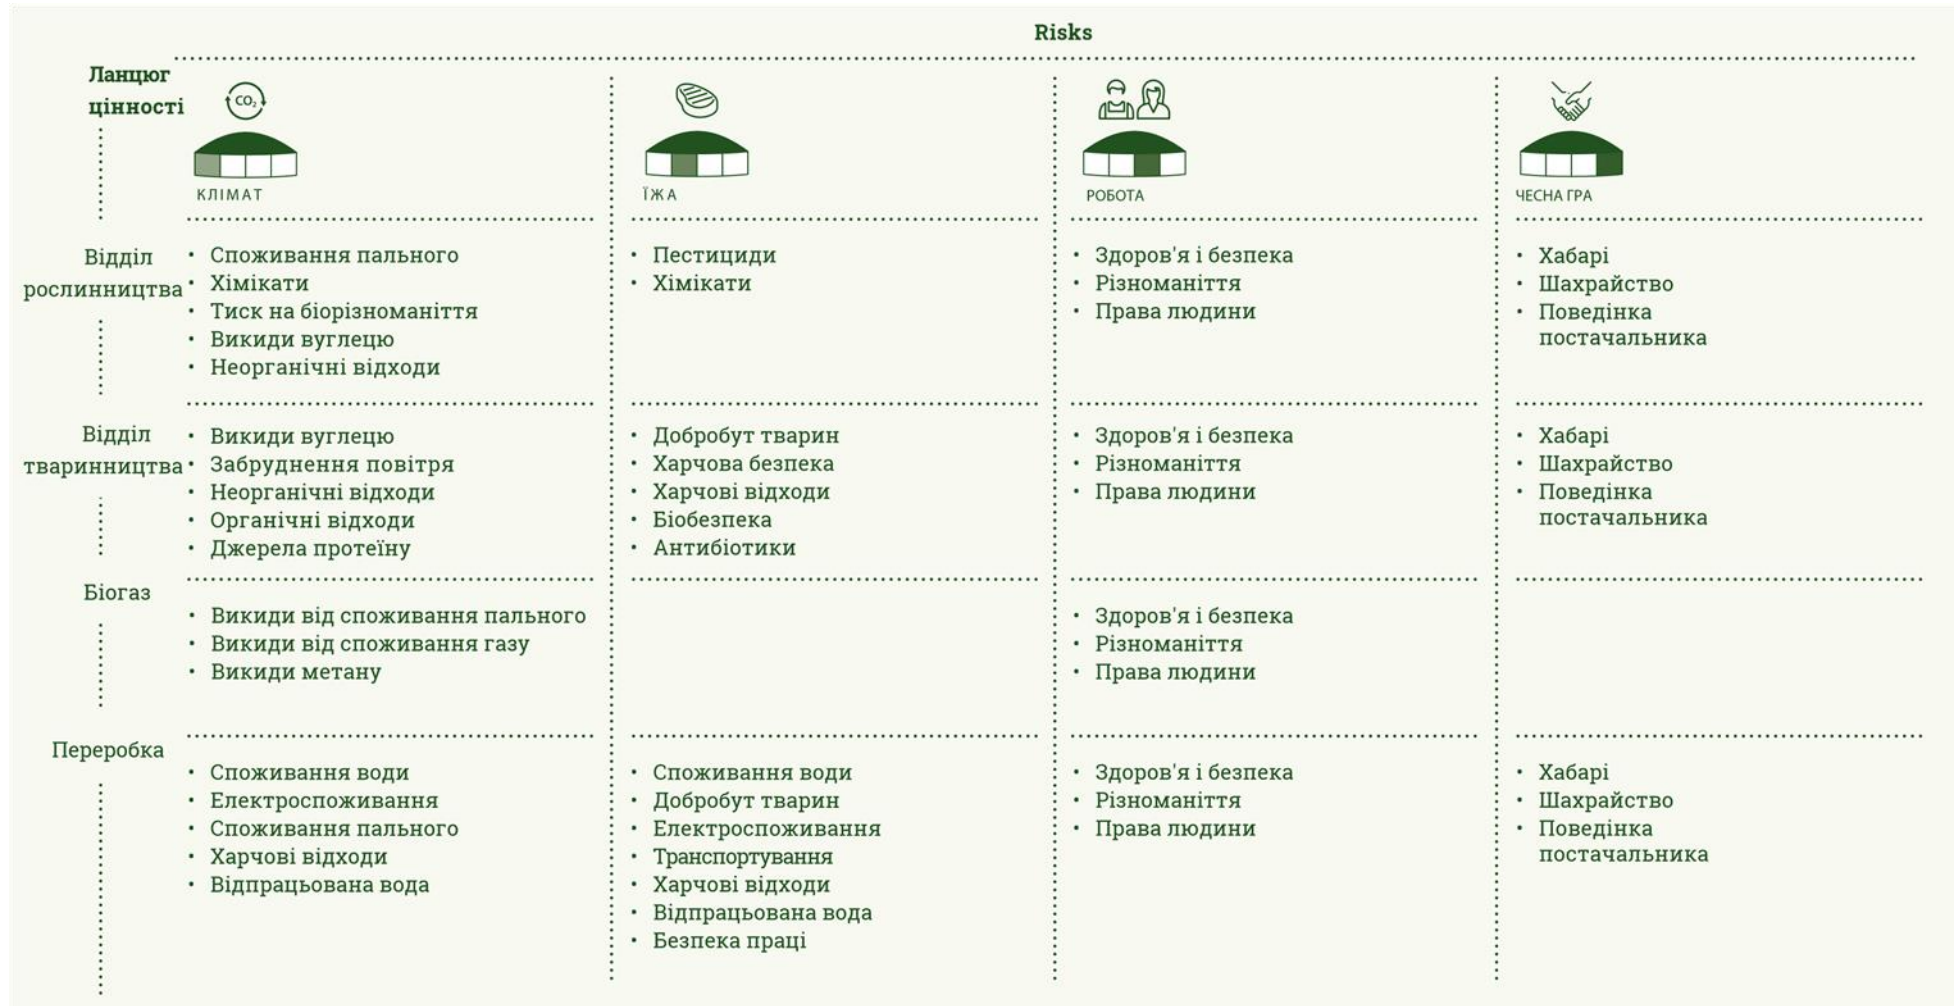 Risks
Ланцюг
цінності
CO₂
КЛІМАТ
ЇЖА
РОБОТА
ЧЕСНА ГРА
Відділ
рослинництва
• Споживання пального
• Хімікати
• Тиск на біорізноманіття
• Викиди вуглецю
• Неорганічні відходи
• Пестициди
• Хімікати
• Здоров'я і безпека
• Різноманіття
• Права людини
• Хабарі
• Шахрайство
• Поведінка
постачальника
Відділ
тваринництва
• Викиди вуглецю
• Забруднення повітря
• Неорганічні відходи
• Органічні відходи
• Джерела протеїну
• Добробут тварин
• Харчова безпека
• Харчові відходи
• Біобезпека
• Антибіотики
• Здоров'я і безпека
• Різноманіття
• Права людини
• Хабарі
• Шахрайство
• Поведінка
постачальника
Біогаз
• Викиди від споживання пального
• Викиди від споживання газу
• Викиди метану
• Здоров'я і безпека
• Різноманіття
• Права людини
Переробка
• Споживання води
• Електроспоживання
• Споживання пального
• Харчові відходи
• Відпрацьована вода
• Споживання води
• Добробут тварин
• Електроспоживання
• Транспортування
• Харчові відходи
• Відпрацьована вода
• Безпека праці
• Здоров'я і безпека
• Різноманіття
• Права людини
• Хабарі
• Шахрайство
• Поведінка
постачальника